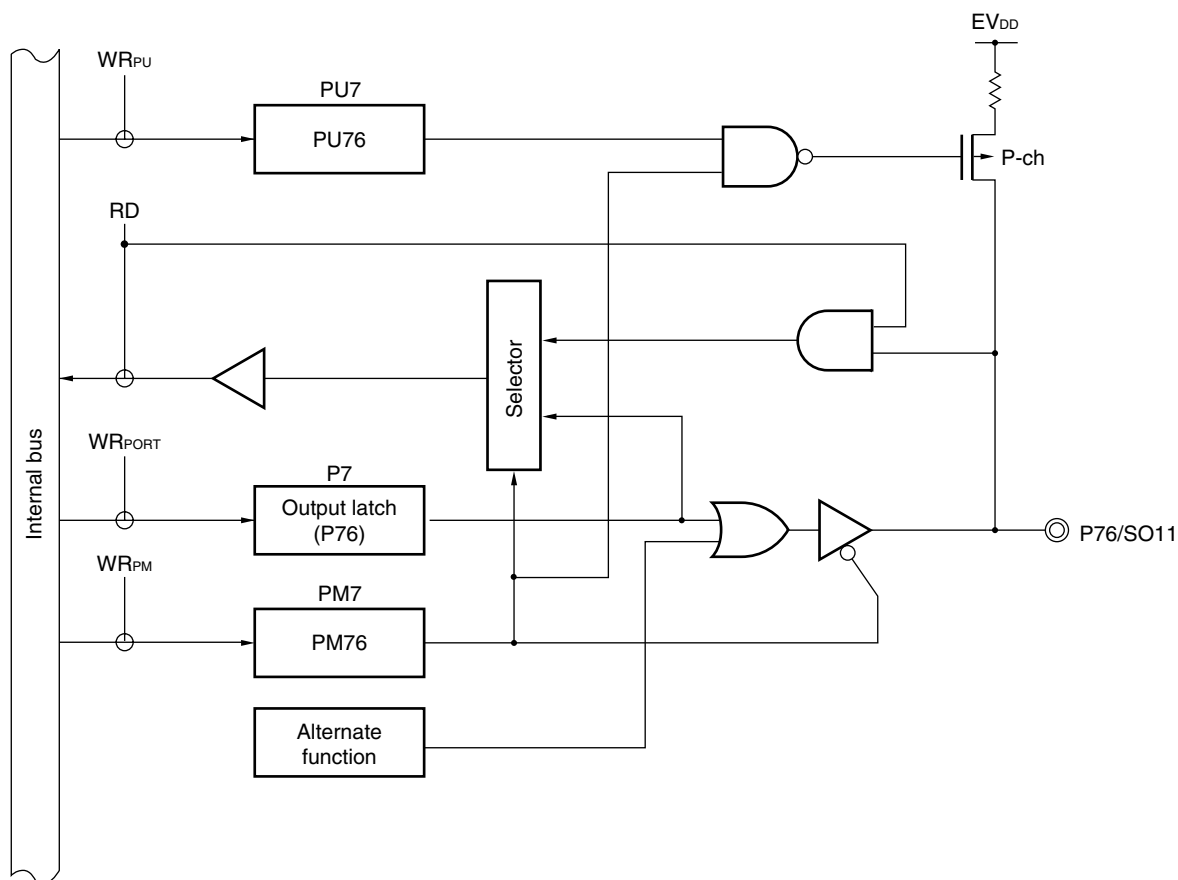 EVDD
WRPU
PU7
PU76
P-ch
RD
Selector
Internal bus
WRPORT
P7
Output latch
(P76)
P76/SO11
WRPM
PM7
PM76
Alternate
function